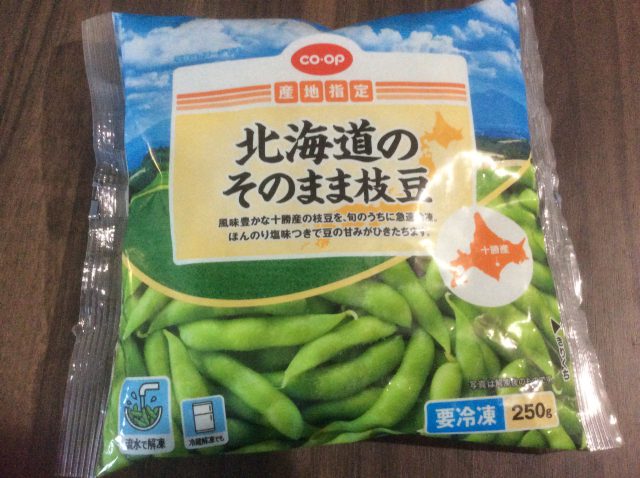 co・op
産地指定
北海道の
そのまま枝豆
風味豊かな十勝産の枝豆を、旬のうちに急速冷凍。
ほんのり塩味つきで豆の甘みがひきたちます。
十勝産
流水で解凍
冷蔵解凍でも
要冷凍 250g